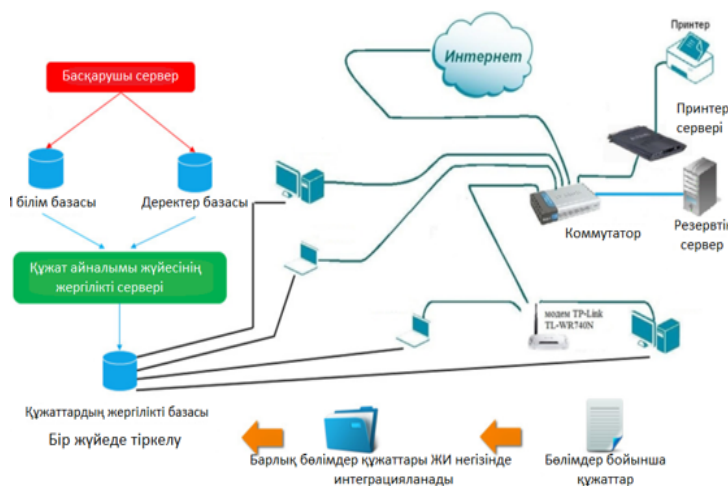 Принтер
Интернет
Басқарушы сервер
Принтер
сервері
білім базасы
Деректер базасы
Коммутатор
сервер
Құжат айналымы жүйесінің
жергілікті сервері
модем TP-Link
TL-WR740N
Құжаттардың жергілікті базасы
Бір жүйеде тіркелу
Барлық бөлімдер құжаттары ЖИ негізінде
интеграцияланады
Бөлімдер бойынша
құжаттар